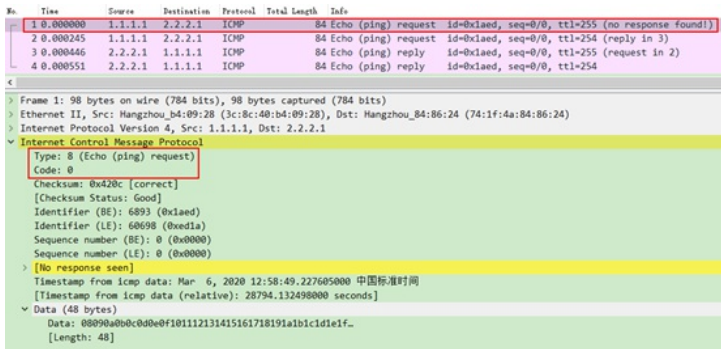 No. Time Source Destination Protocol Total Length Info
1 0.000000 1.1.1.1 2.2.2.1 ICMP 84 Echo (ping) request id=0x1aed, seq=0/0, ttl=255 (no response found!)
2 0.000245 1.1.1.1 2.2.2.1 ICMP 84 Echo (ping) request id=0x1aed, seq=0/0, ttl=254 (reply in 3)
3 0.000446 2.2.2.1 1.1.1.1 ICMP 84 Echo (ping) reply id=0x1aed, seq=0/0, ttl=255 (request in 2)
4 0.000551 2.2.2.1 1.1.1.1 ICMP 84 Echo (ping) reply id=0x1aed, seq=0/0, ttl=254
Frame 1: 98 bytes on wire (784 bits), 98 bytes captured (784 bits)
Ethernet II, Src: Hangzhou_b4:09:28 (3c:8c:40:b4:09:28), Dst: Hangzhou_84:86:24 (74:1f:4a:84:86:24)
Internet Protocol Version 4, Src: 1.1.1.1, Dst: 2.2.2.1
Internet Control Message Protocol
Type: 8 (Echo (ping) request)
Code: 0
Checksum: 0x420c [correct]
[Checksum Status: Good]
Identifier (BE): 6893 (0x1aed)
Identifier (LE): 60698 (0xed1a)
Sequence number (BE): 0 (0x0000)
Sequence number (LE): 0 (0x0000)
[No response seen]
Timestamp from icmp data: Mar 6, 2020 12:58:49.227605000 中国标准时间
[Timestamp from icmp data (relative): 28794.132498000 seconds]
Data (48 bytes)
Data: 08090a0b0c0d0e0f101112131415161718191a1b1c1d1e1f…
[Length: 48]